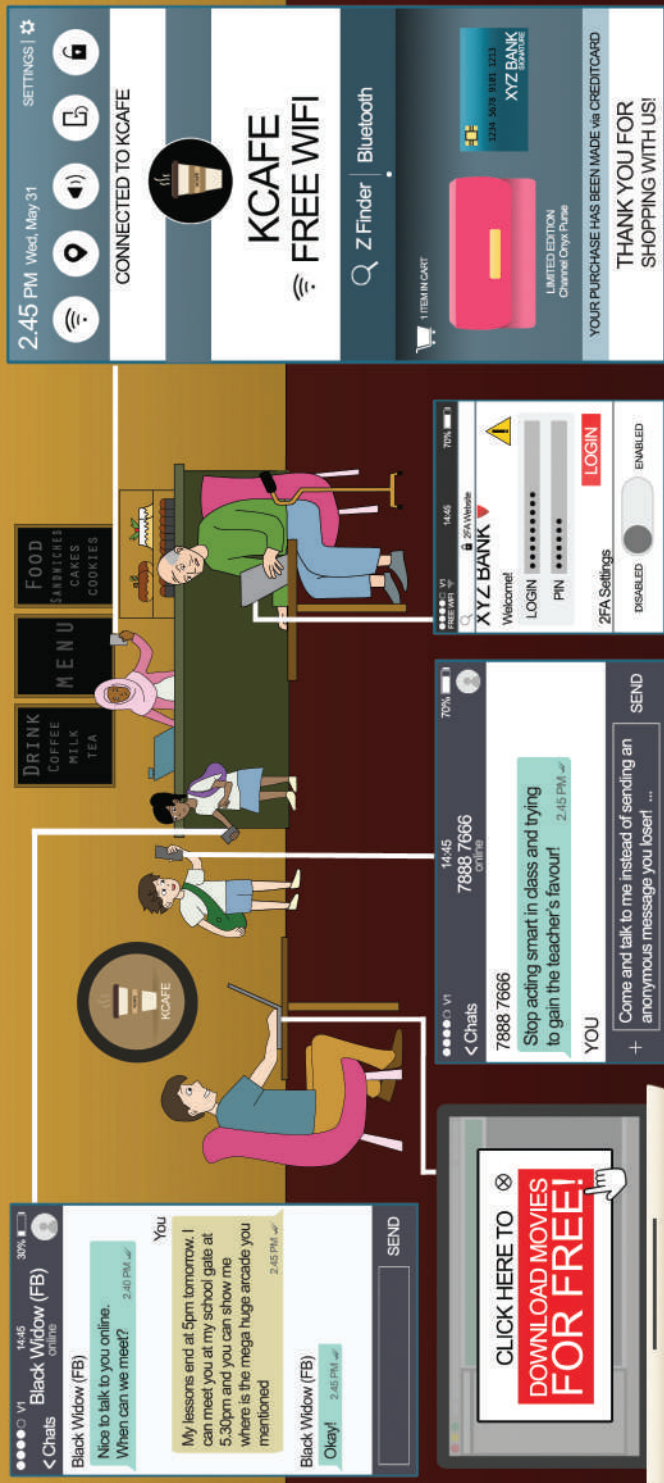 14:45
30%
V1
< Chats
Black Widow (FB)
online
Black Widow (FB)
Nice to talk to you online.
When can we meet?
2.40 PM
You
My lessons end at 5pm tomorrow. I
can meet you at my school gate at
5.30pm and you can show me
where is the mega huge arcade you
mentioned
2.45 PM
Black Widow (FB)
Okay!
2.45 PM
SEND
KCAFE
DRINK
COFFEE
MILK
TEA
MENU
FOOD
SANDWICHES
CAKES
COOKIES
2.45 PM Wed, May 31
SETTINGS |
CONNECTED TO KCAFE
KCAFE
FREE WIFI
Z Finder | Bluetooth
1 ITEM IN CART
LIMITED EDITION
Channel Onyx Purse
1234 5678 9101 1213
XYZ BANK
SIGNATURE
YOUR PURCHASE HAS BEEN MADE via CREDITCARD
THANK YOU FOR
SHOPPING WITH US!
CLICK HERE TO
DOWNLOAD MOVIES
FOR FREE!
V1
14:45
70%
< Chats
7888 7666
online
7888 7666
Stop acting smart in class and trying
to gain the teacher's favour!
2.45 PM
YOU
+
Come and talk to me instead of sending an
anonymous message you loser! ...
SEND
V1
FREE WIFI
14:45
70%
2FA Website
XYZ BANK
Welcome!
LOGIN
PIN
LOGIN
2FA Settings
DISABLED
ENABLED